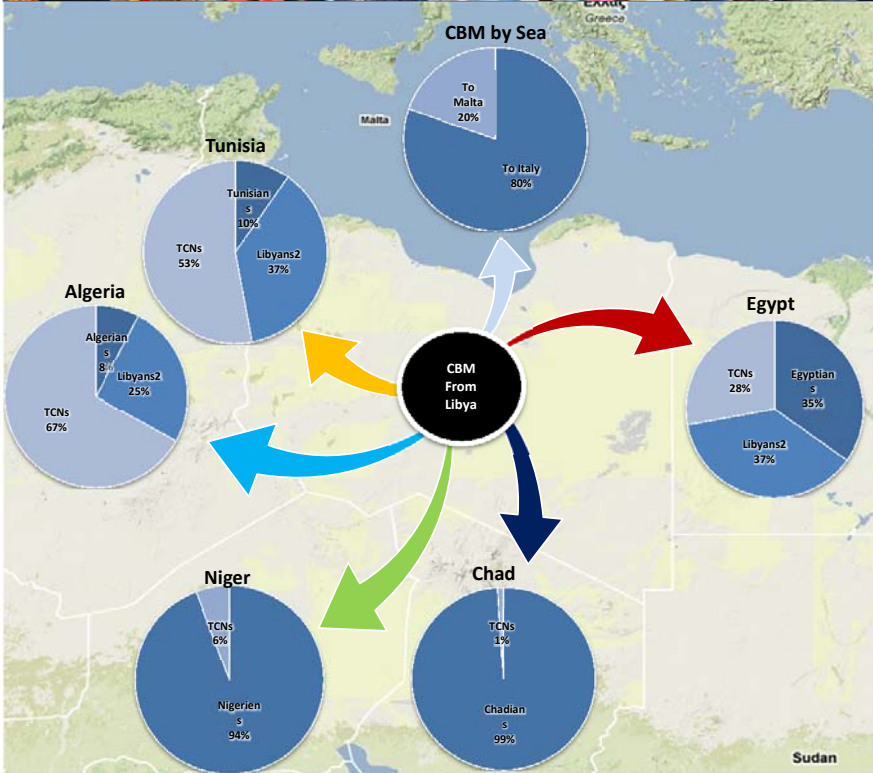 Ελλάς
Greece
CBM by Sea
To
Malta
20%
To Italy
80%
Malta
Tunisia
Tunisian
s
10%
TCNs
53%
Libyans2
37%
Algeria
Algerian
s
8%
Libyans2
25%
TCNs
67%
Egypt
TCNs
28%
Egyptian
s
35%
Libyans2
37%
CBM
From
Libya
Niger
TCNs
6%
Nigerien
s
94%
Chad
TCNs
1%
Chadian
s
99%
Sudan